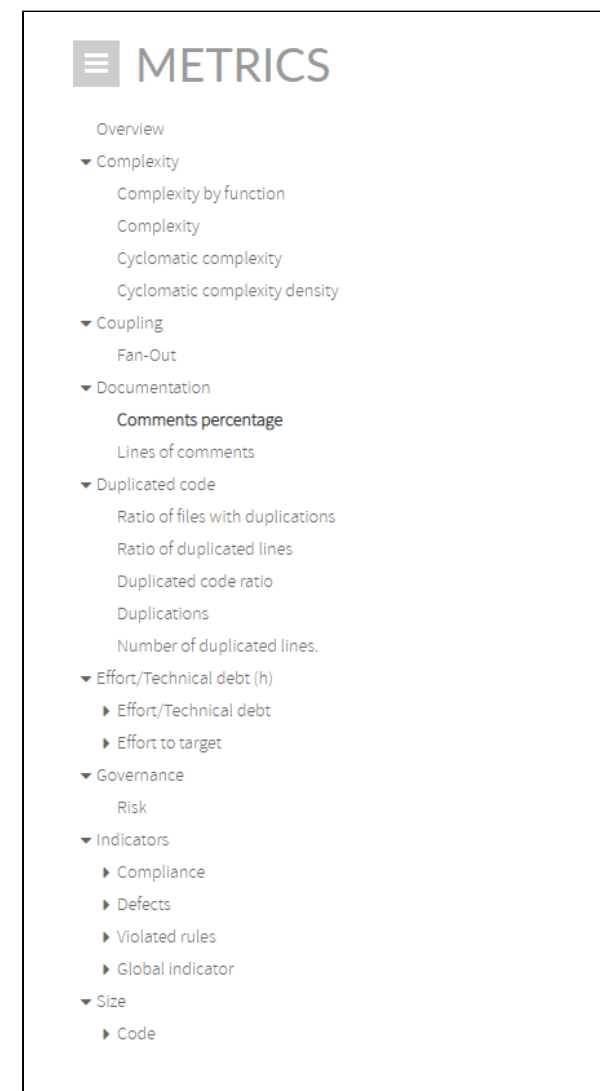 METRICS
Overview
Complexity
Complexity by function
Complexity
Cyclomatic complexity
Cyclomatic complexity density
Coupling
Fan-Out
Documentation
Comments percentage
Lines of comments
Duplicated code
Ratio of files with duplications
Ratio of duplicated lines
Duplicated code ratio
Duplications
Number of duplicated lines.
Effort/Technical debt (h)
Effort/Technical debt
Effort to target
Governance
Risk
Indicators
Compliance
Defects
Violated rules
Global indicator
Size
Code